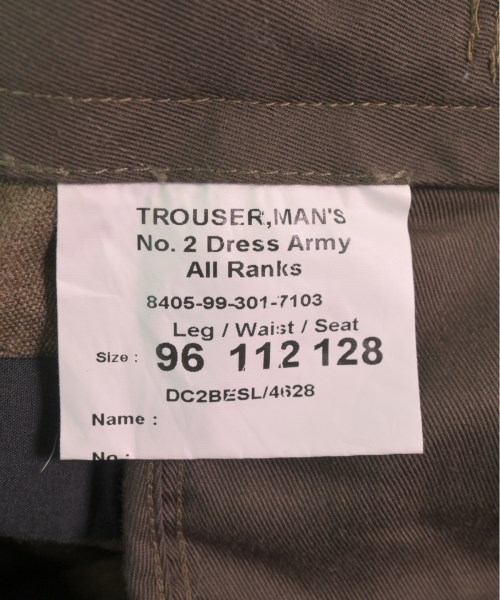 TROUSER,MAN'S
No. 2 Dress Army
All Ranks
8405-99-301-7103
Leg / Waist / Seat
Size : 96 112 128
DC2BESL/4628
Name :
No :